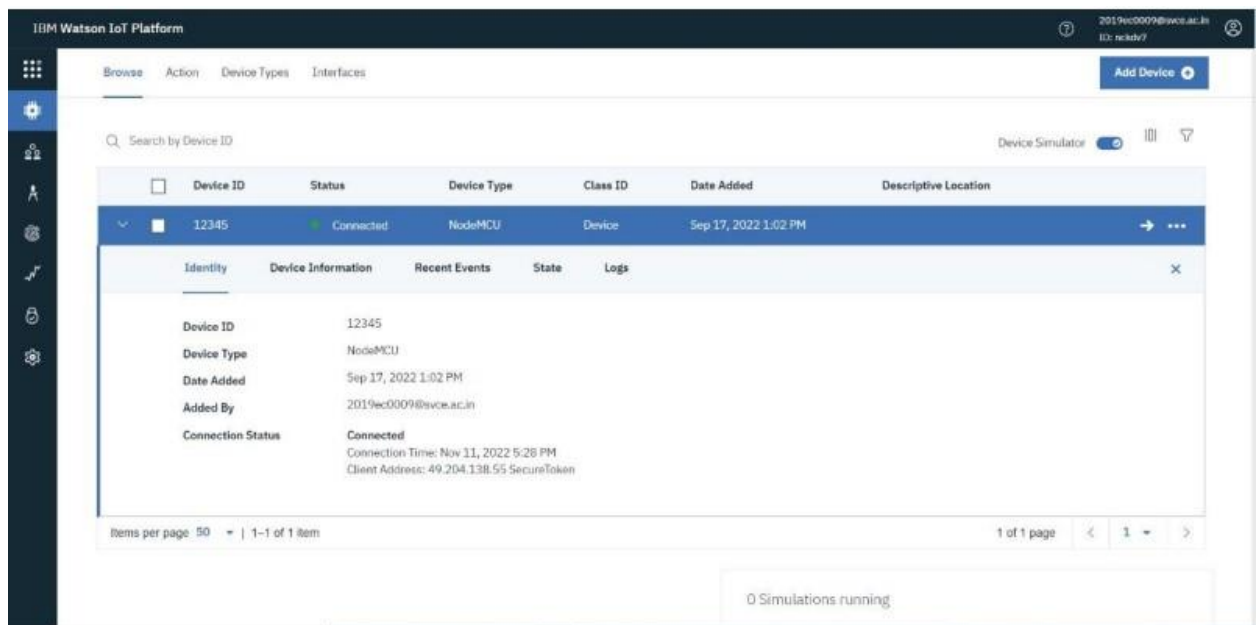 IBM Watson IoT Platform
2019ec0009@svce.ac.in
ID: nckdv7
Browse Action Device Types Interfaces
Add Device
Search by Device ID
Device Simulator
Device ID Status Device Type Class ID Date Added Descriptive Location
12345 Connected NodeMCU Device Sep 17, 2022 1:02 PM
Identity Device Information Recent Events State Logs
Device ID 12345
Device Type NodeMCU
Date Added Sep 17, 2022 1:02 PM
Added By 2019ec0009@svce.ac.in
Connection Status Connected
Connection Time: Nov 11, 2022 5:28 PM
Client Address: 49.204.138.55 SecureToken
Items per page 50 | 1–1 of 1 item 1 of 1 page 1
0 Simulations running